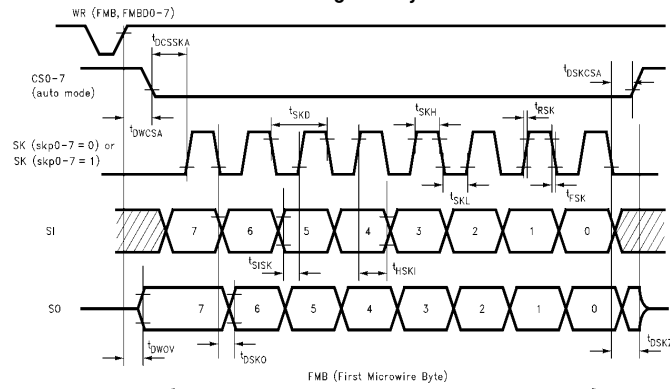 WR (FMB, FMBD0-7)
tDCSSKA
tDSKCSA
CS0-7
(auto mode)
tDWCSA
tSKD
tSKH
tRSK
SK (skp0-7 = 0) or
SK (skp0-7 = 1)
tSKL
tFSK
SI
7 6 5 4 3 2 1 0
tSISK
tHSKI
SO
7 6 5 4 3 2 1 0
tDWOV
tDSKO
tDSKZ
FMB (First Microwire Byte)